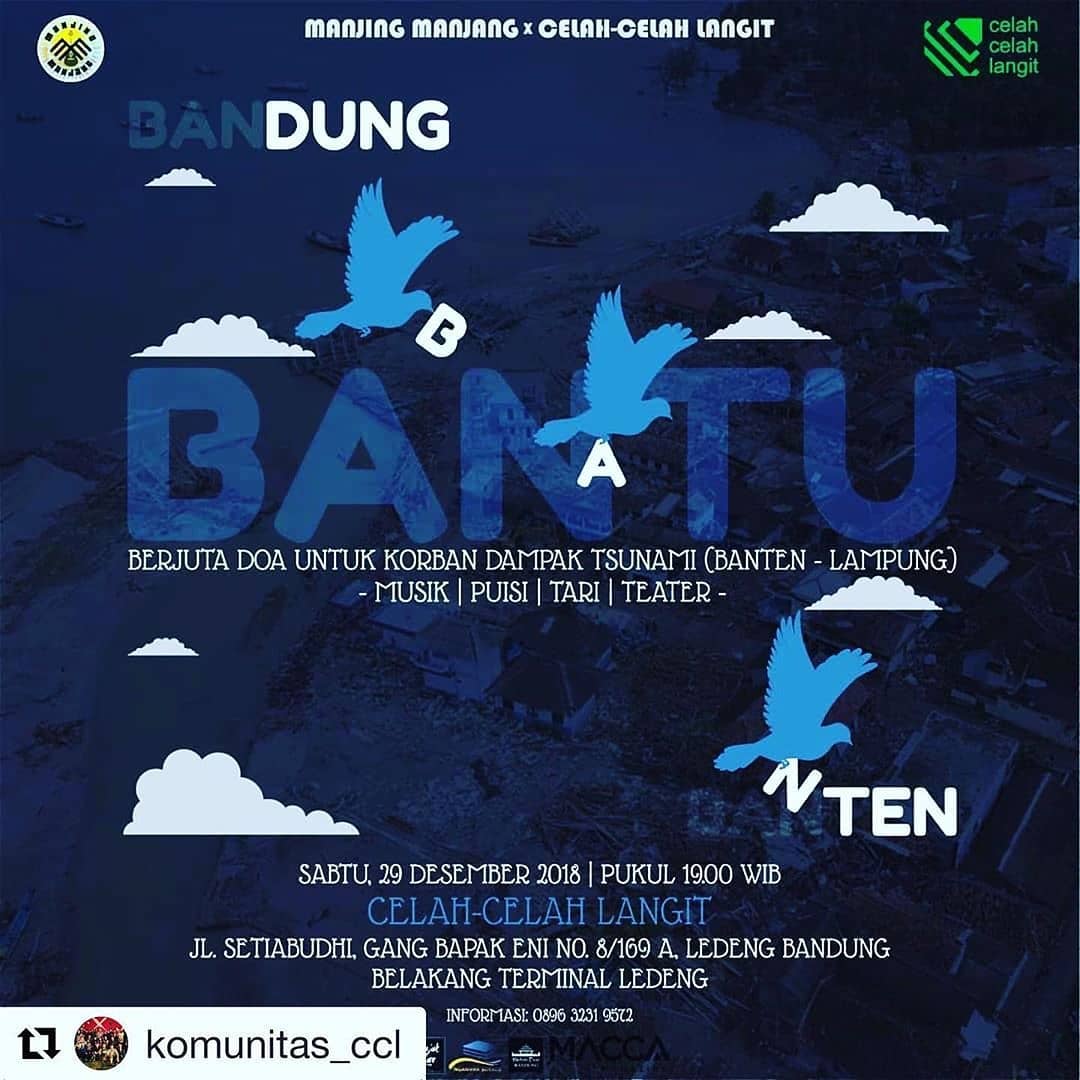 MANJING MANJANG X CELAH-CELAH LANGIT
celah
celah
langit
BANDUNG
B
BANTU
A
BERJUTA DOA UNTUK KORBAN DAMPAK TSUNAMI (BANTEN - LAMPUNG)
- MUSIK | PUISI | TARI | TEATER -
BANTEN
SABTU, 29 DESEMBER 2018 | PUKUL 19.00 WIB
CELAH-CELAH LANGIT
JL. SETIABUDHI, GANG BAPAK ENI NO. 8/169 A, LEDENG BANDUNG
BELAKANG TERMINAL LEDENG
INFORMASI: 0896 3231 9572
komunitas_ccl
MACCA